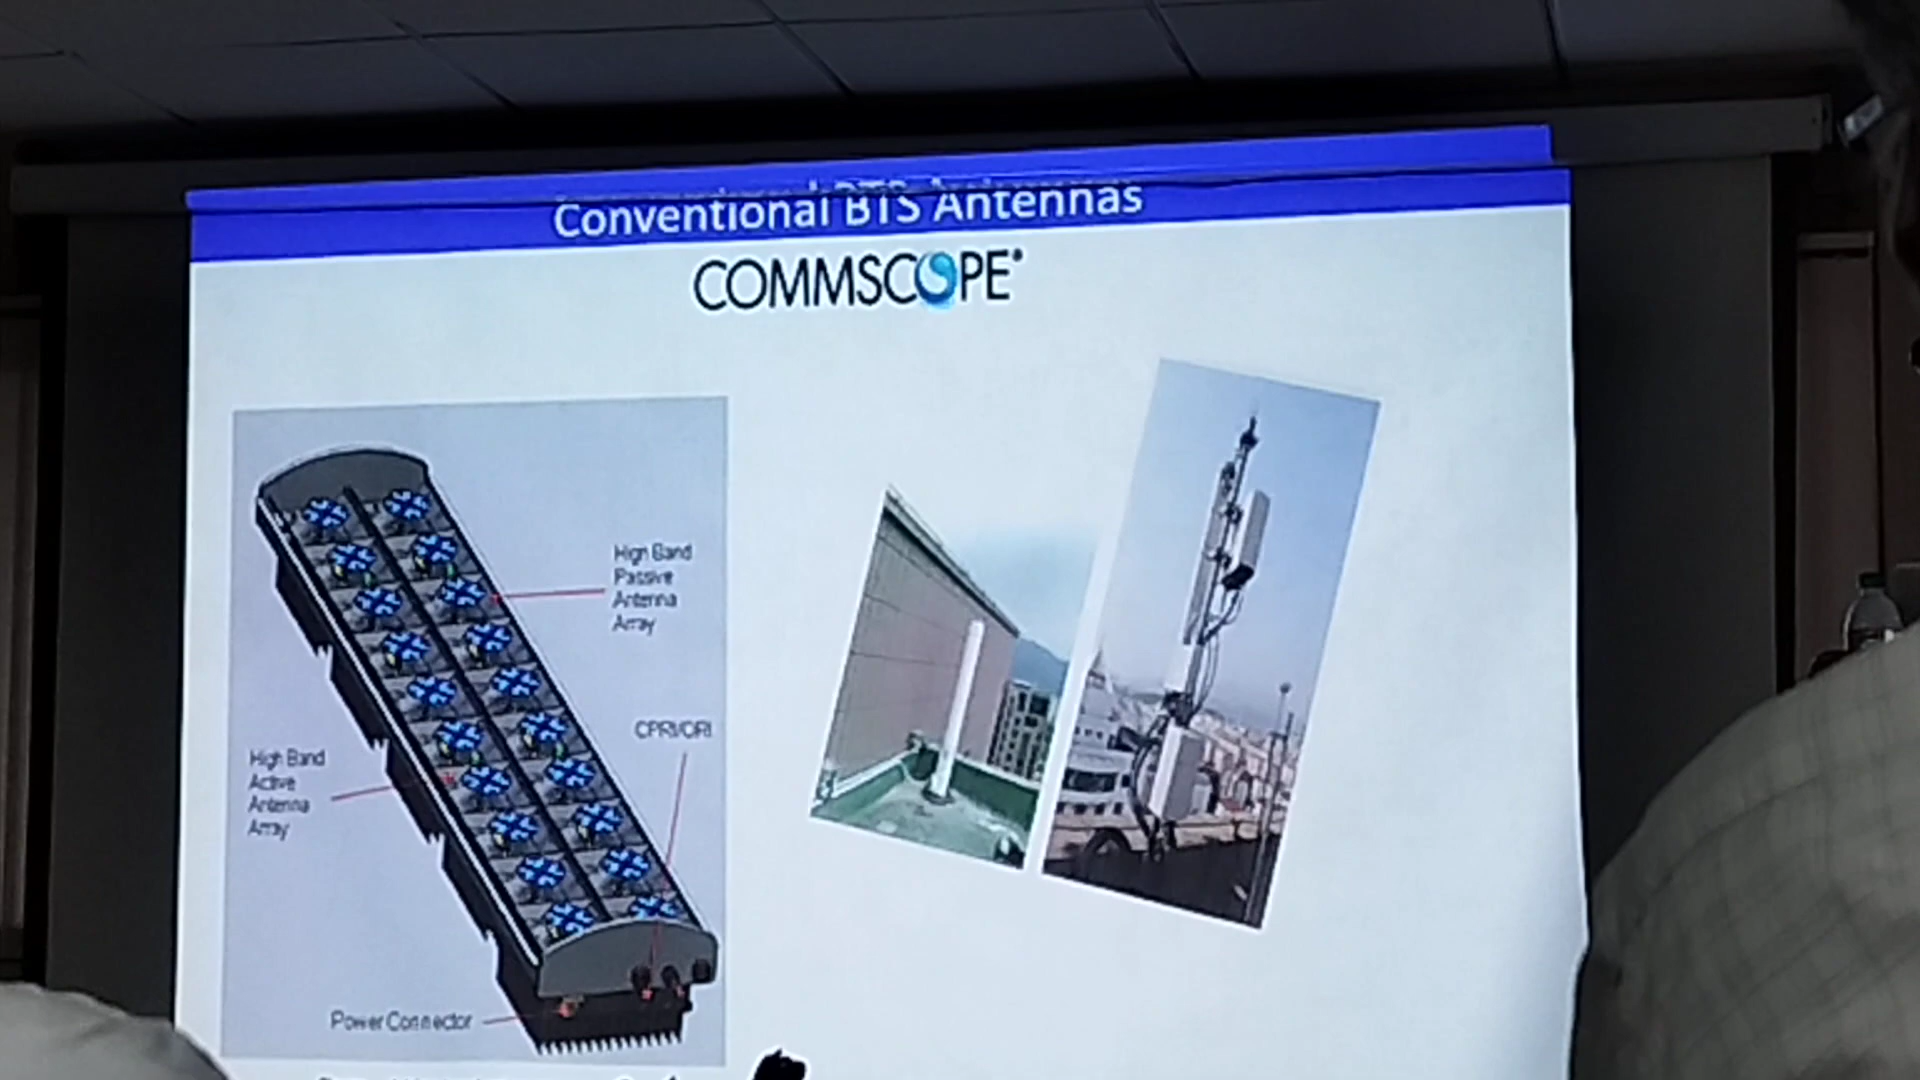 Conventional BTS Antennas
COMMSCOPE®
High Band
Passive
Antenna
Array
CPRI/ORI
High Band
Active
Antenna
Array
Power Connector